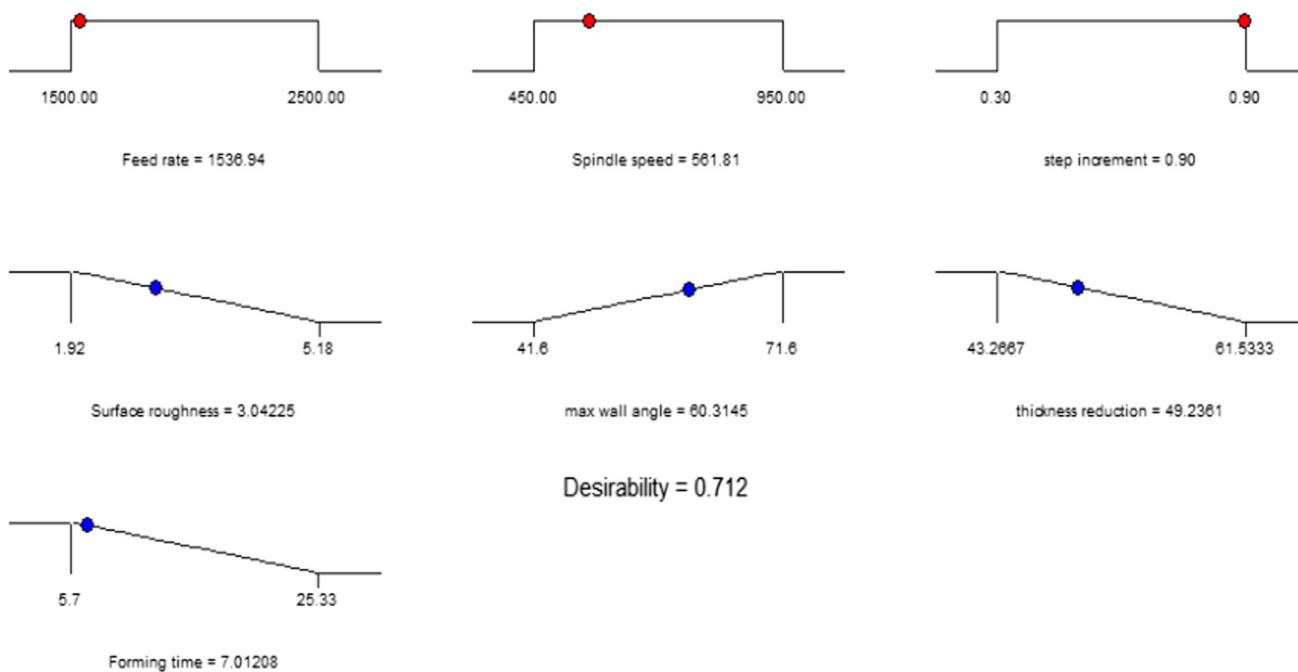 1500.00 2500.00
450.00 950.00
0.30 0.90
Feed rate = 1536.94
Spindle speed = 561.81
step increment = 0.90
1.92 5.18
41.6 71.6
43.2667 61.5333
Surface roughness = 3.04225
max wall angle = 60.3145
thickness reduction = 49.2361
Desirability = 0.712
5.7 25.33
Forming time = 7.01208